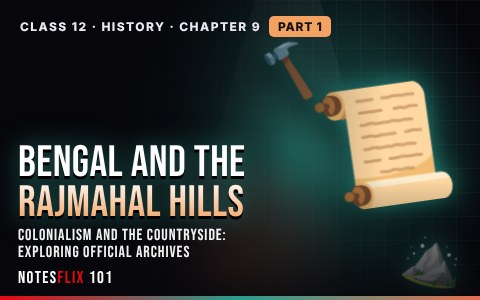 CLASS 12 · HISTORY · CHAPTER 9 PART 1
BENGAL AND THE
RAJMAHAL HILLS
COLONIALISM AND THE COUNTRYSIDE:
EXPLORING OFFICIAL ARCHIVES
NOTESFLIX 101